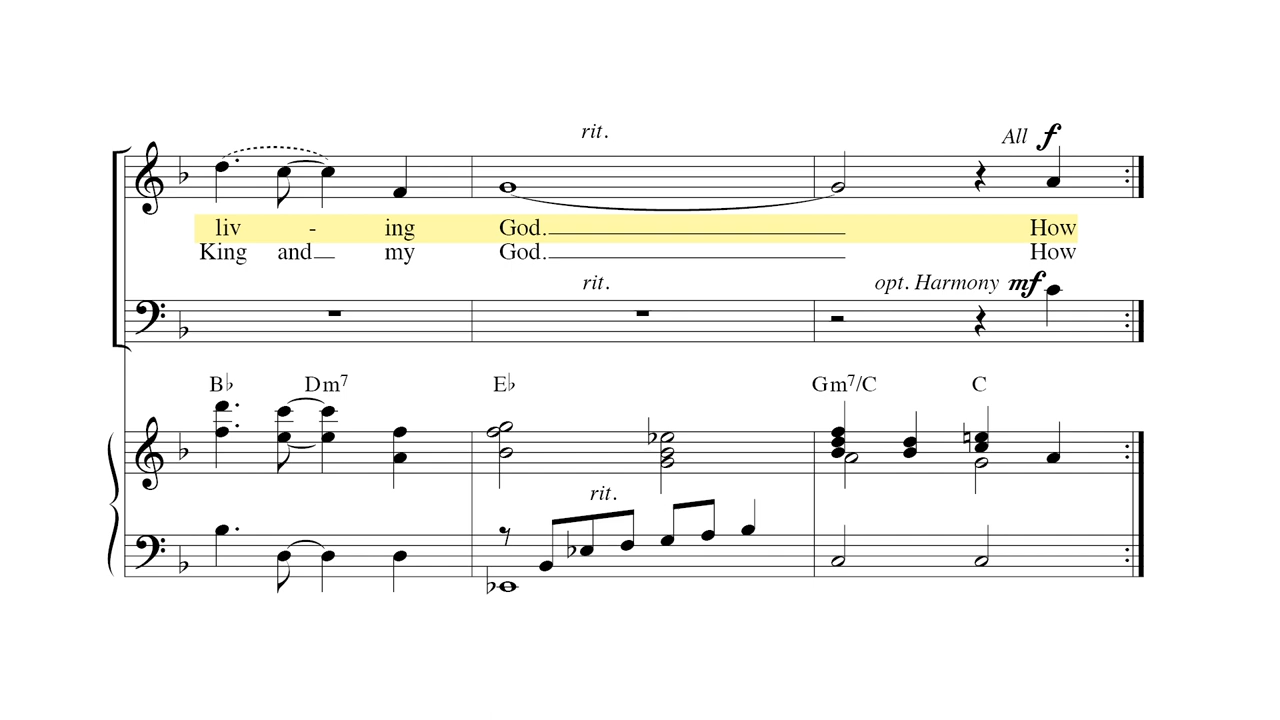 rit.
All f
liv - ing God. How
King and my God. How
rit.
opt. Harmony mf
B♭ Dm7 E♭ Gm7/C C
rit.